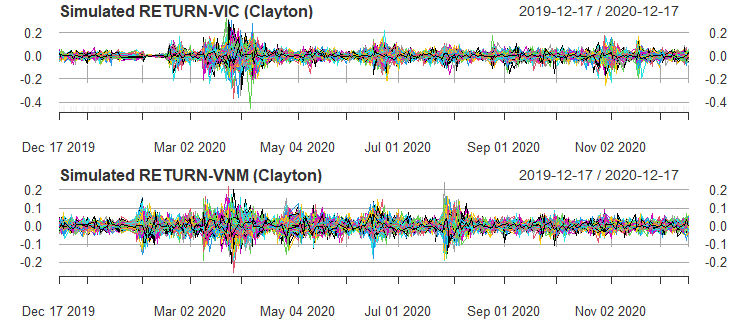 Simulated RETURN-VIC (Clayton) 2019-12-17 / 2020-12-17
0.2 0.2
0.0 0.0
-0.2 -0.2
-0.4 -0.4
Dec 17 2019 Mar 02 2020 May 04 2020 Jul 01 2020 Sep 01 2020 Nov 02 2020
Simulated RETURN-VNM (Clayton) 2019-12-17 / 2020-12-17
0.2 0.2
0.1 0.1
0.0 0.0
-0.1 -0.1
-0.2 -0.2
Dec 17 2019 Mar 02 2020 May 04 2020 Jul 01 2020 Sep 01 2020 Nov 02 2020